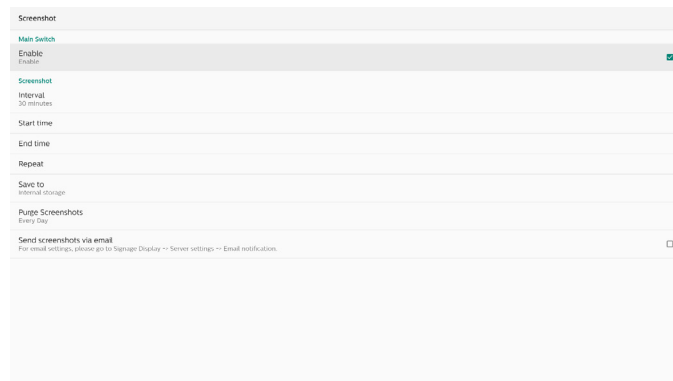 Screenshot
Main Switch
Enable
Enable
Screenshot
Interval
30 minutes
Start time
End time
Repeat
Save to
Internal storage
Purge Screenshots
Every Day
Send screenshots via email
For email settings, please go to Signage Display -- Server settings -- Email notification.